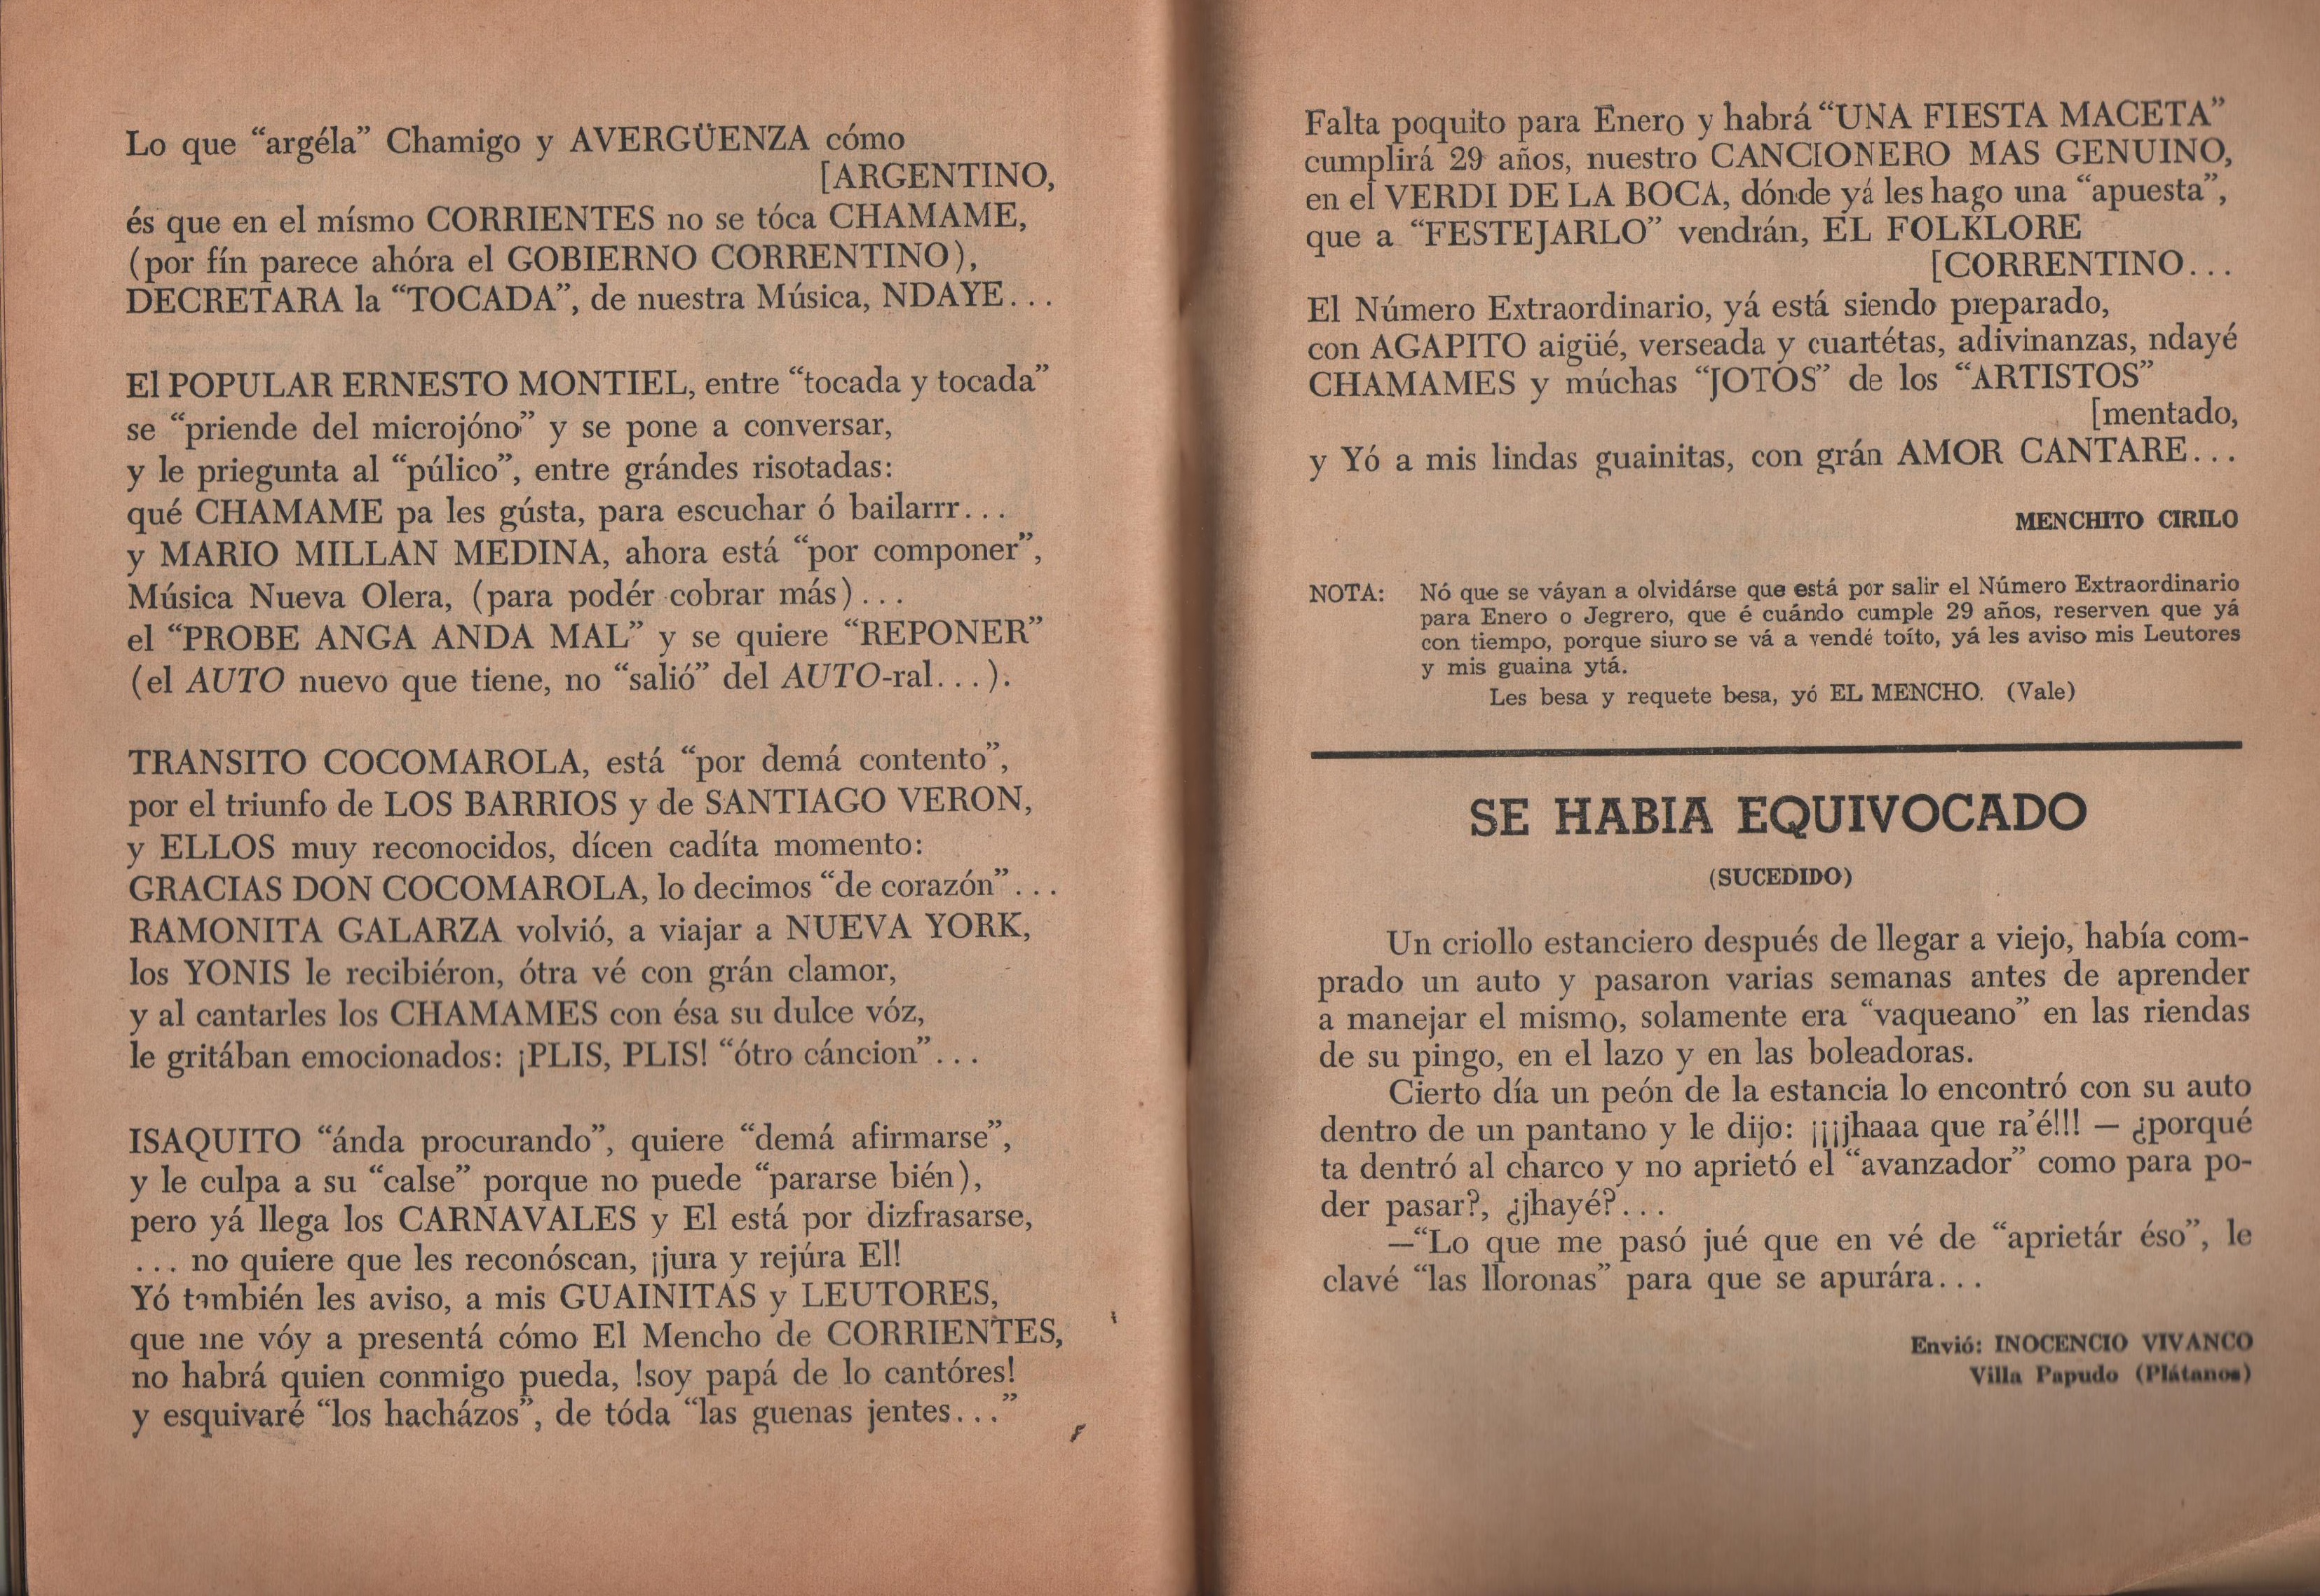 Lo que “argéla” Chamigo y AVERGÜENZA cómo
[ARGENTINO,
és que en el mísmo CORRIENTES no se tóca CHAMAME,
(por fín parece ahóra el GOBIERNO CORRENTINO),
DECRETARA la “TOCADA”, de nuestra Música, NDAYE...
El POPULAR ERNESTO MONTIEL, entre “tocada y tocada”
se “priende del microjóno” y se pone a conversar,
y le priegunta al “púlico”, entre grándes risotadas:
qué CHAMAME pa les gústa, para escuchar ó bailarrr...
y MARIO MILLAN MEDINA, ahora está “por componer”,
Música Nueva Olera, (para podér cobrar más)...
el “PROBE ANGA ANDA MAL” y se quiere “REPONER”
(el AUTO nuevo que tiene, no “salió” del AUTO-ral...).
TRANSITO COCOMAROLA, está “por demá contento”,
por el triunfo de LOS BARRIOS y de SANTIAGO VERON,
y ELLOS muy reconocidos, dícen cadíta momento:
GRACIAS DON COCOMAROLA, lo decimos “de corazón”...
RAMONITA GALARZA volvió, a viajar a NUEVA YORK,
los YONIS le recibiéron, ótra vé con grán clamor,
y al cantarles los CHAMAMES con ésa su dulce vóz,
le gritában emocionados: ¡PLIS, PLIS! “ótro cáncion”...
ISAQUITO “ánda procurando”, quiere “demá afirmarse”,
y le culpa a su “calse” porque no puede “pararse bién),
pero yá llega los CARNAVALES y El está por dizfrasarse,
... no quiere que les reconóscan, ¡jura y rejúra El!
Yó también les aviso, a mis GUAINITAS y LEUTORES,
que me vóy a presentá cómo El Mencho de CORRIENTES,
no habrá quien conmigo pueda, !soy papá de lo cantóres!
y esquivaré “los hacházos”, de tóda “las guenas jentes...”
Falta poquito para Enero y habrá “UNA FIESTA MACETA”
cumplirá 29 años, nuestro CANCIONERO MAS GENUINO,
en el VERDI DE LA BOCA, dónde yá les hago una “apuesta”,
que a “FESTEJARLO” vendrán, EL FOLKLORE
[CORRENTINO...
El Número Extraordinario, yá está siendo preparado,
con AGAPITO aigüé, verseada y cuartétas, adivinanzas, ndayé
CHAMAMES y múchas “JOTOS” de los “ARTISTOS”
[mentado,
y Yó a mis lindas guainitas, con grán AMOR CANTARE...
MENCHITO CIRILO
NOTA: Nó que se váyan a olvidárse que está por salir el Número Extraordinario
para Enero o Jegrero, que é cuándo cumple 29 años, reserven que yá
con tiempo, porque siuro se vá a vendé toíto, yá les aviso mis Leutores
y mis guaina ytá.
Les besa y requete besa, yó EL MENCHO. (Vale)
SE HABIA EQUIVOCADO
(SUCEDIDO)
Un criollo estanciero después de llegar a viejo, había com-
prado un auto y pasaron varias semanas antes de aprender
a manejar el mismo, solamente era “vaqueano” en las riendas
de su pingo, en el lazo y en las boleadoras.
Cierto día un peón de la estancia lo encontró con su auto
dentro de un pantano y le dijo: ¡¡¡jhaaa que ra’é!!! — ¿porqué
ta dentró al charco y no aprietó el “avanzador” como para po-
der pasar?, ¿jhayé?...
—“Lo que me pasó jué que en vé de “aprietár éso”, le
clavé “las lloronas” para que se apurára...
Envió: INOCENCIO VIVANCO
Villa Papudo (Plátanos)